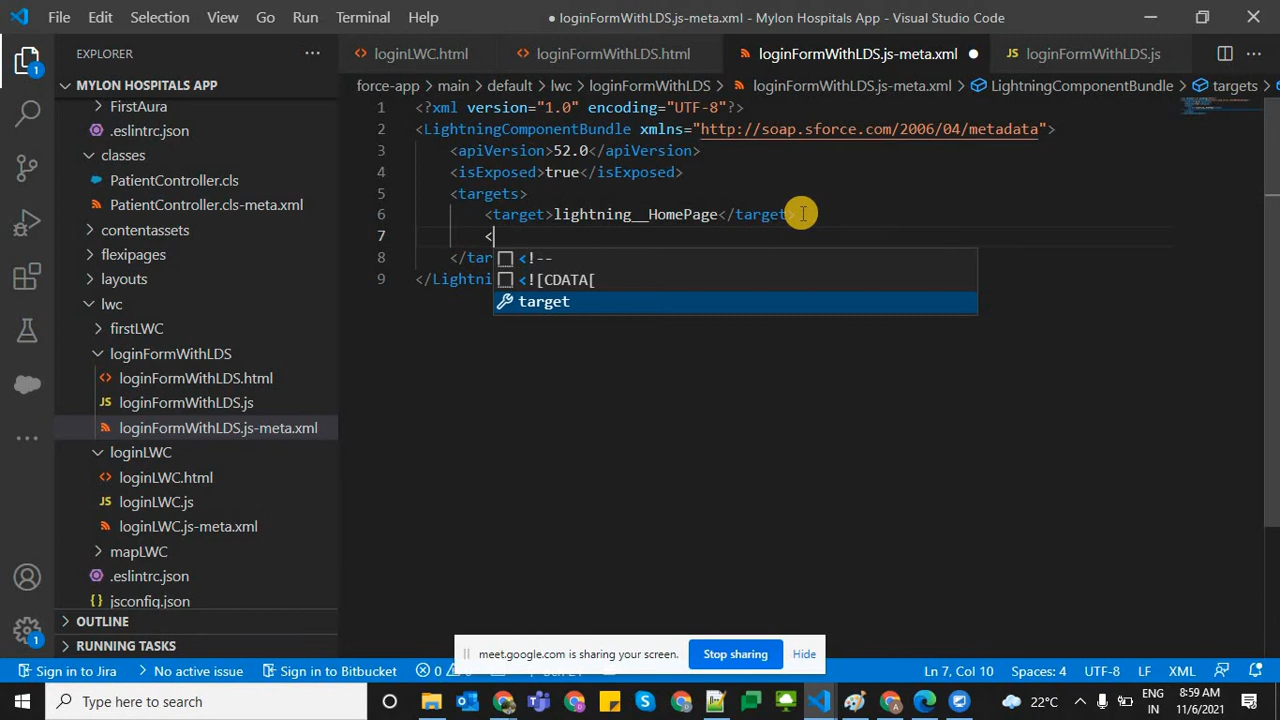 File Edit Selection View Go Run Terminal Help
● loginFormWithLDS.js-meta.xml - Mylon Hospitals App - Visual Studio Code
EXPLORER
loginLWC.html
loginFormWithLDS.html
loginFormWithLDS.js-meta.xml ●
loginFormWithLDS.js
1
MYLON HOSPITALS APP
force-app > main > default > lwc > loginFormWithLDS > loginFormWithLDS.js-meta.xml > LightningComponentBundle > targets >
FirstAura
.eslintrc.json
classes
PatientController.cls
PatientController.cls-meta.xml
contentassets
flexipages
layouts
lwc
firstLWC
loginFormWithLDS
loginFormWithLDS.html
loginFormWithLDS.js
loginFormWithLDS.js-meta.xml
loginLWC
loginLWC.html
loginLWC.js
loginLWC.js-meta.xml
mapLWC
.eslintrc.json
jsconfig.json
OUTLINE
RUNNING TASKS
1
1 <?xml version="1.0" encoding="UTF-8"?>
2 <LightningComponentBundle xmlns="http://soap.sforce.com/2006/04/metadata">
3 <apiVersion>52.0</apiVersion>
4 <isExposed>true</isExposed>
5 <targets>
6 <target>lightning__HomePage</target>
7 <
8 </tar
9 </Lightni
<!--
<![CDATA[
target
meet.google.com is sharing your screen. Stop sharing Hide
Sign in to Jira No active issue Sign in to Bitbucket 0
Ln 7, Col 10 Spaces: 4 UTF-8 LF XML
Type here to search
22°C
ENG
IN
8:59 AM
11/6/2021